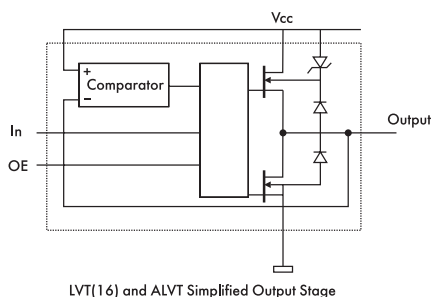 Vcc
+
Comparator
−
In
Output
OE
LVT(16) and ALVT Simplified Output Stage